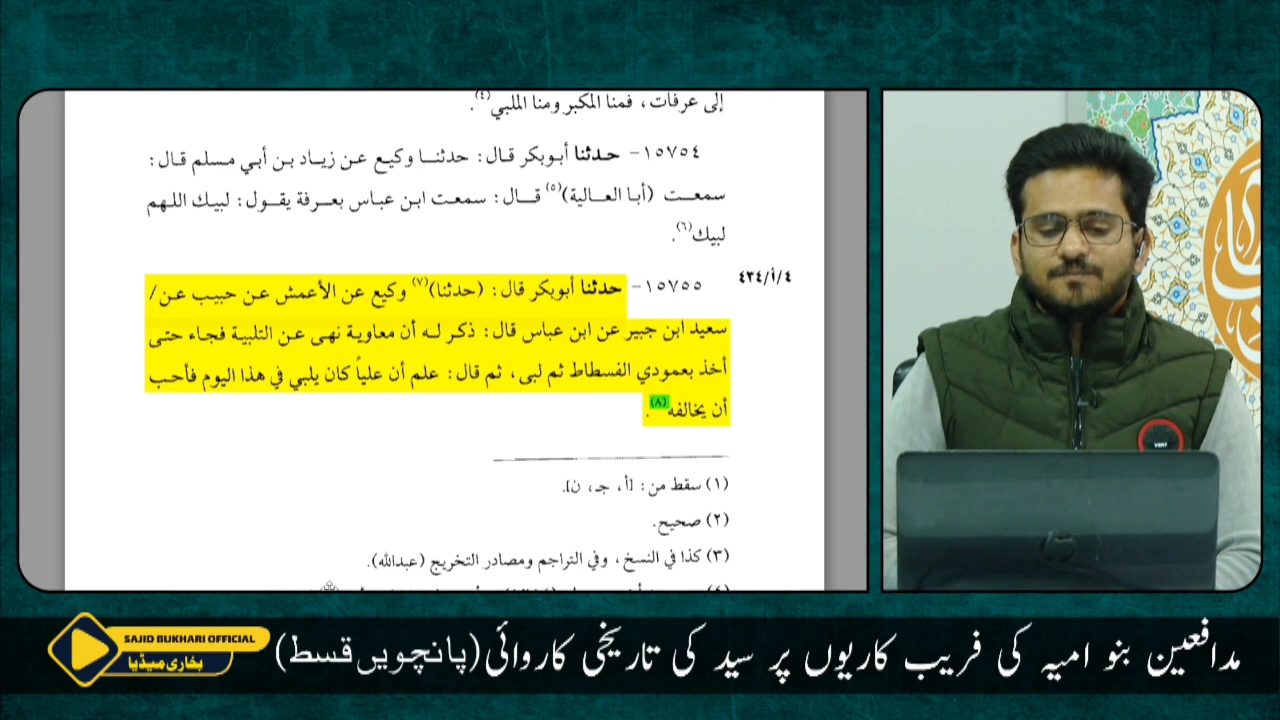 إلى عرفات، فمنا المكبر ومنا الملبي(٤).
١٥٧٥٤- حدثنا أبوبكر قال: حدثنا وكيع عن زياد بن أبي مسلم قال:
سمعت (أبا العالية)(٥) قال: سمعت ابن عباس بعرفة يقول: لبيك اللهم
لبيك(٦).
٤/أ/٤٣٤
١٥٧٥٥- حدثنا أبوبكر قال: (حدثنا)(٧) وكيع عن الأعمش عن حبيب عن/
سعيد ابن جبير عن ابن عباس قال: ذكر له أن معاوية نهى عن التلبية فجاء حتى
أخذ بعمودي الفسطاط ثم لبى، ثم قال: علم أن علياً كان يلبي في هذا اليوم فأحب
أن يخالفه(٨).
(١) سقط من: [أ، جـ، ن].
(٢) صحيح.
(٣) كذا في النسخ، وفي التراجم ومصادر التخريج (عبدالله).
VENT
hp
مدافعین بنو امیہ کی فریب کاریوں پر سید کی تاریخی کاروائی (پانچویں قسط)
SAJID BUKHARI OFFICIAL
بخاری میڈیا